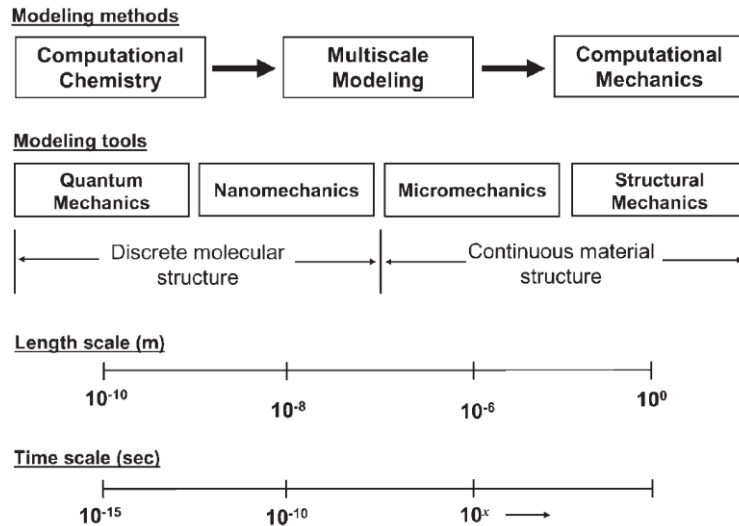 Modeling methods
Computational Chemistry
Multiscale Modeling
Computational Mechanics
Modeling tools
Quantum Mechanics
Nanomechanics
Micromechanics
Structural Mechanics
Discrete molecular structure
Continuous material structure
Length scale (m)
10⁻¹⁰ 10⁻⁸ 10⁻⁶ 10⁰
Time scale (sec)
10⁻¹⁵ 10⁻¹⁰ 10ˣ